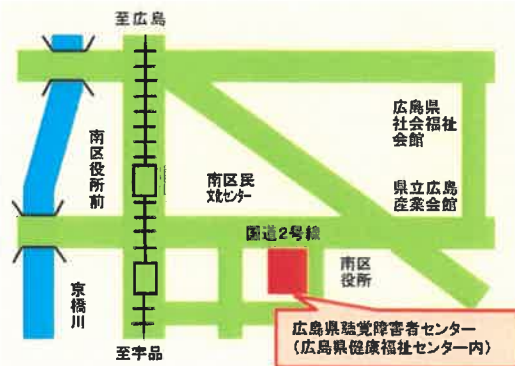 至広島
南区役所前
南区民
文化センター
広島県
社会福祉
会館
県立広島
産業会館
国道2号線
南区
役所
京橋川
広島県聴覚障害者センター
(広島県健康福祉センター内)
至宇品